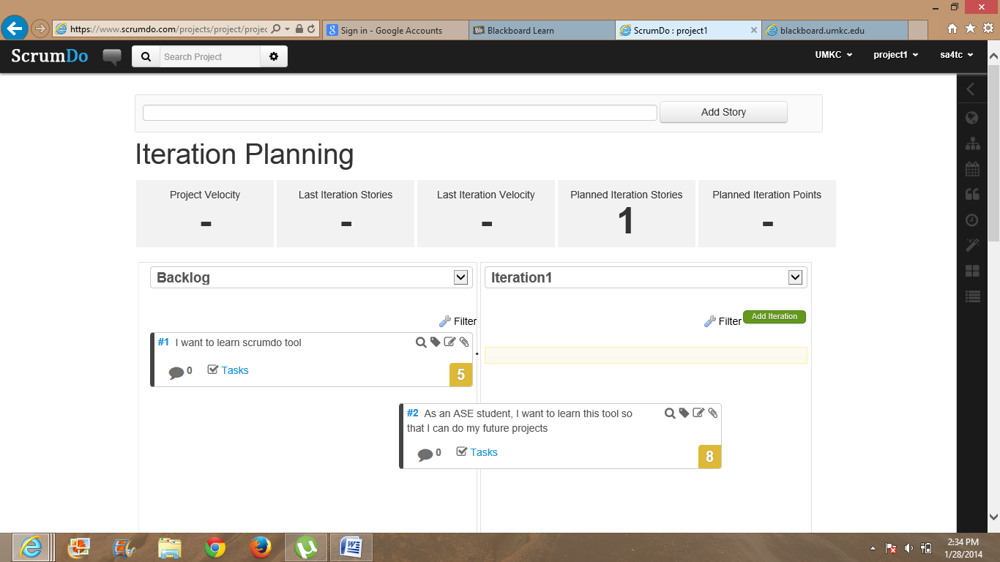 https://www.scrumdo.com/projects/project/projec
Sign in - Google Accounts
Bb Blackboard Learn
ScrumDo : project1
blackboard.umkc.edu
ScrumDo
Search Project
UMKC
project1
sa4tc
Add Story
Iteration Planning
Project Velocity
Last Iteration Stories
Last Iteration Velocity
Planned Iteration Stories
Planned Iteration Points
-
-
-
1
-
Backlog
Iteration1
Filter
Filter
Add Iteration
#1 I want to learn scrumdo tool
0
Tasks
5
#2 As an ASE student, I want to learn this tool so
that I can do my future projects
0
Tasks
8
2:34 PM
1/28/2014